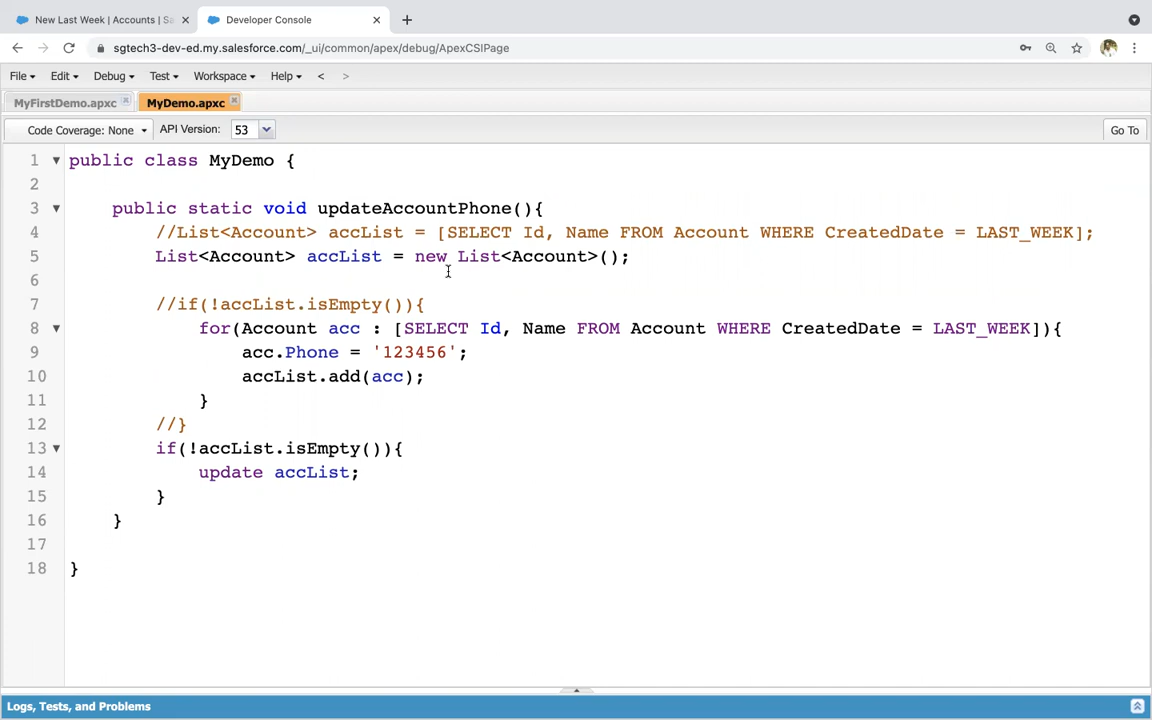 New Last Week | Accounts | Sa
Developer Console
sgtech3-dev-ed.my.salesforce.com/_ui/common/apex/debug/ApexCSIPage
File Edit Debug Test Workspace Help < >
MyFirstDemo.apxc MyDemo.apxc
Code Coverage: None API Version: 53 Go To
1 public class MyDemo {
2
3 public static void updateAccountPhone(){
4 //List<Account> accList = [SELECT Id, Name FROM Account WHERE CreatedDate = LAST_WEEK];
5 List<Account> accList = new List<Account>();
6
7 //if(!accList.isEmpty()){
8 for(Account acc : [SELECT Id, Name FROM Account WHERE CreatedDate = LAST_WEEK]){
9 acc.Phone = '123456';
10 accList.add(acc);
11 }
12 //}
13 if(!accList.isEmpty()){
14 update accList;
15 }
16 }
17
18 }
Logs, Tests, and Problems